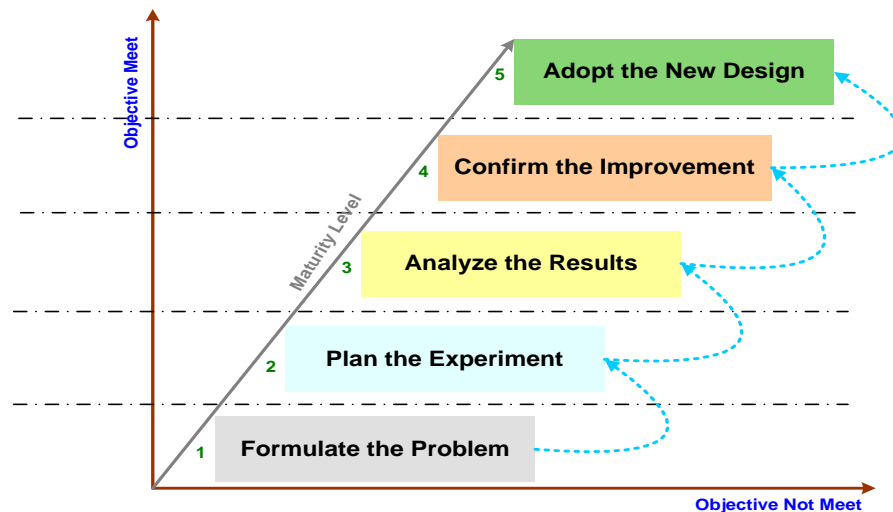 Objective Meet
5
Adopt the New Design
4
Confirm the Improvement
Maturity Level
3
Analyze the Results
2
Plan the Experiment
1
Formulate the Problem
Objective Not Meet